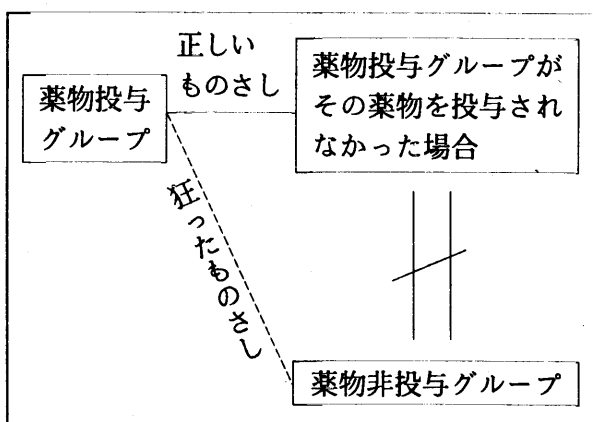 正しい
ものさし
薬物投与
グループ
薬物投与グループが
その薬物を投与され
なかった場合
狂ったものさし
薬物非投与グループ